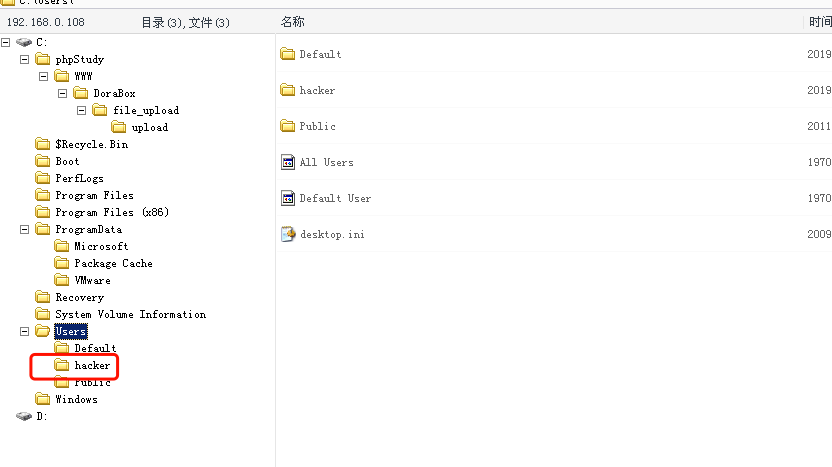 C:\Users\
192.168.0.108 目录(3),文件(3) 名称 时间
C:
phpStudy
WWW
DoraBox
file_upload
upload
$Recycle.Bin
Boot
PerfLogs
Program Files
Program Files (x86)
ProgramData
Microsoft
Package Cache
VMware
Recovery
System Volume Information
Users
Default
hacker
Public
Windows
D:
Default 2019
hacker 2019
Public 2011
All Users 1970
Default User 1970
desktop.ini 2009